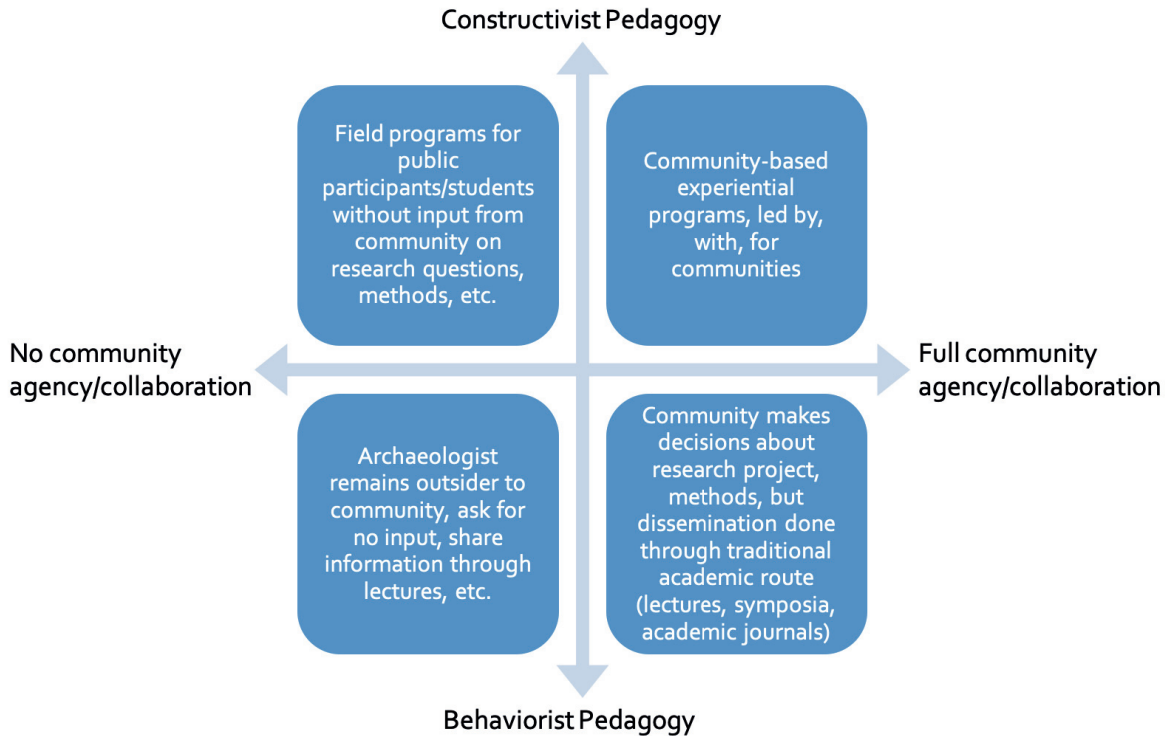 Constructivist Pedagogy
Field programs for
public
participants/students
without input from
community on
research questions,
methods, etc.
Community-based
experiential
programs, led by,
with, for
communities
No community
agency/collaboration
Full community
agency/collaboration
Archaeologist
remains outsider to
community, ask for
no input, share
information through
lectures, etc.
Community makes
decisions about
research project,
methods, but
dissemination done
through traditional
academic route
(lectures, symposia,
academic journals)
Behaviorist Pedagogy